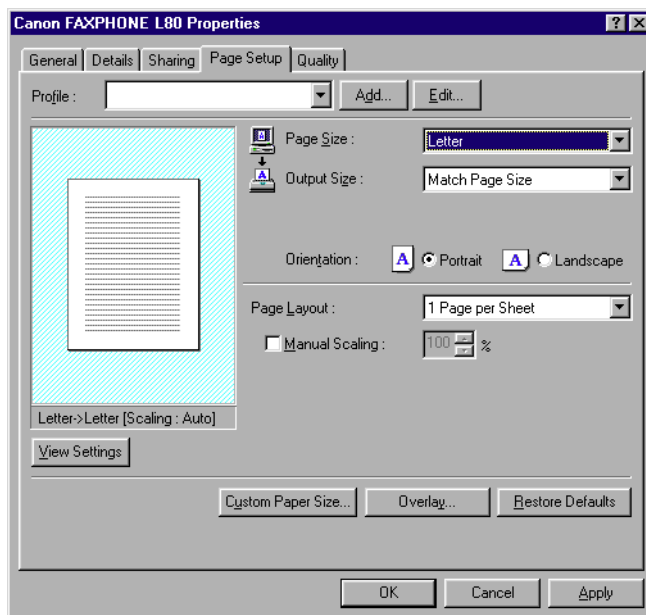 Canon FAXPHONE L80 Properties
General Details Sharing Page Setup Quality
Profile : Add... Edit...
Page Size : Letter
Output Size : Match Page Size
Orientation : A Portrait A Landscape
Page Layout : 1 Page per Sheet
Manual Scaling : 100 %
Letter->Letter [Scaling : Auto]
View Settings
Custom Paper Size... Overlay... Restore Defaults
OK Cancel Apply